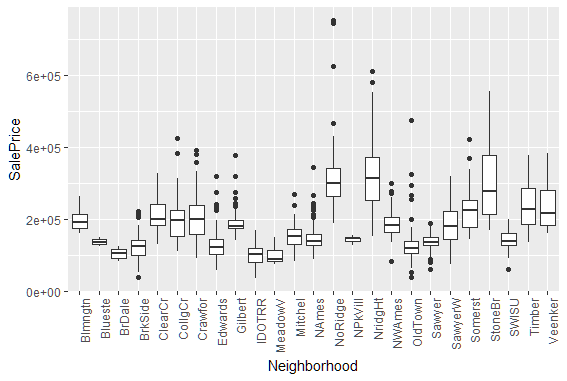 SalePrice
6e+05
4e+05
2e+05
0e+00
Blmngtn
Blueste
BrDale
BrkSide
ClearCr
CollgCr
Crawfor
Edwards
Gilbert
IDOTRR
MeadowV
Mitchel
NAmes
NoRidge
NPkVill
NridgHt
NWAmes
OldTown
Sawyer
SawyerW
Somerst
StoneBr
SWISU
Timber
Veenker
Neighborhood